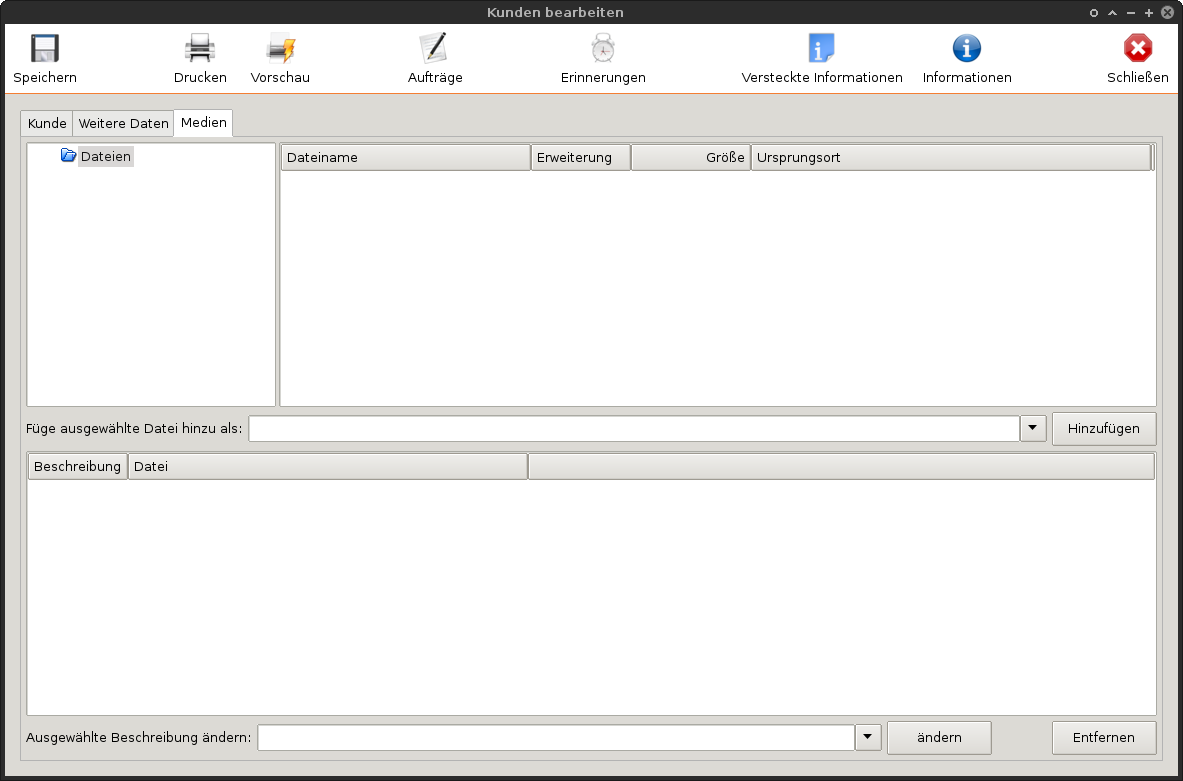 Kunden bearbeiten
Speichern Drucken Vorschau Aufträge Erinnerungen Versteckte Informationen Informationen Schließen
Kunde Weitere Daten Medien
Dateien
Dateiname Erweiterung Größe Ursprungsort
Füge ausgewählte Datei hinzu als: Hinzufügen
Beschreibung Datei
Ausgewählte Beschreibung ändern: ändern Entfernen